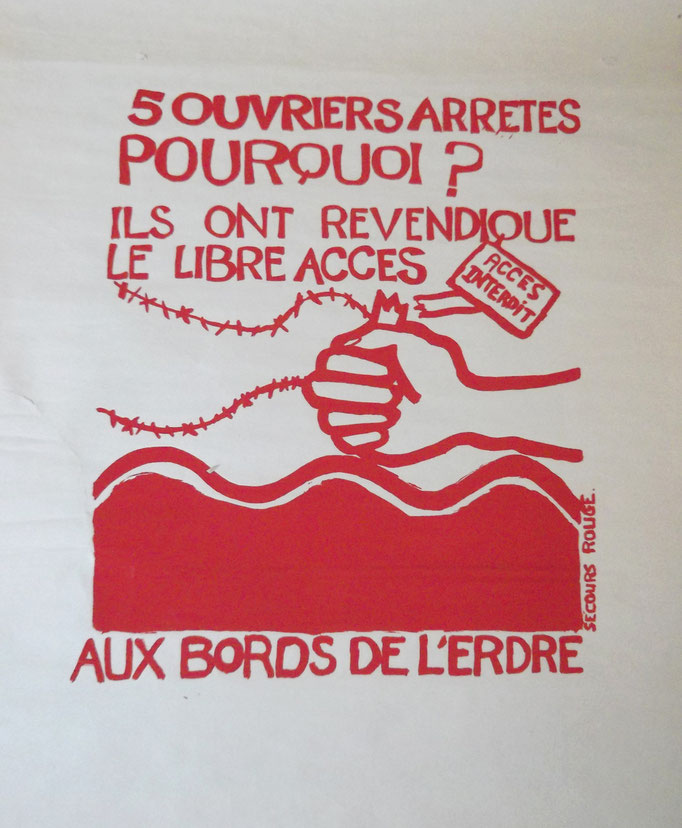 5 OUVRIERS ARRETES
POURQUOI ?
ILS ONT REVENDIQUE
LE LIBRE ACCES
ACCES
INTERDIT
SECOURS ROUGE.
AUX BORDS DE L'ERDRE